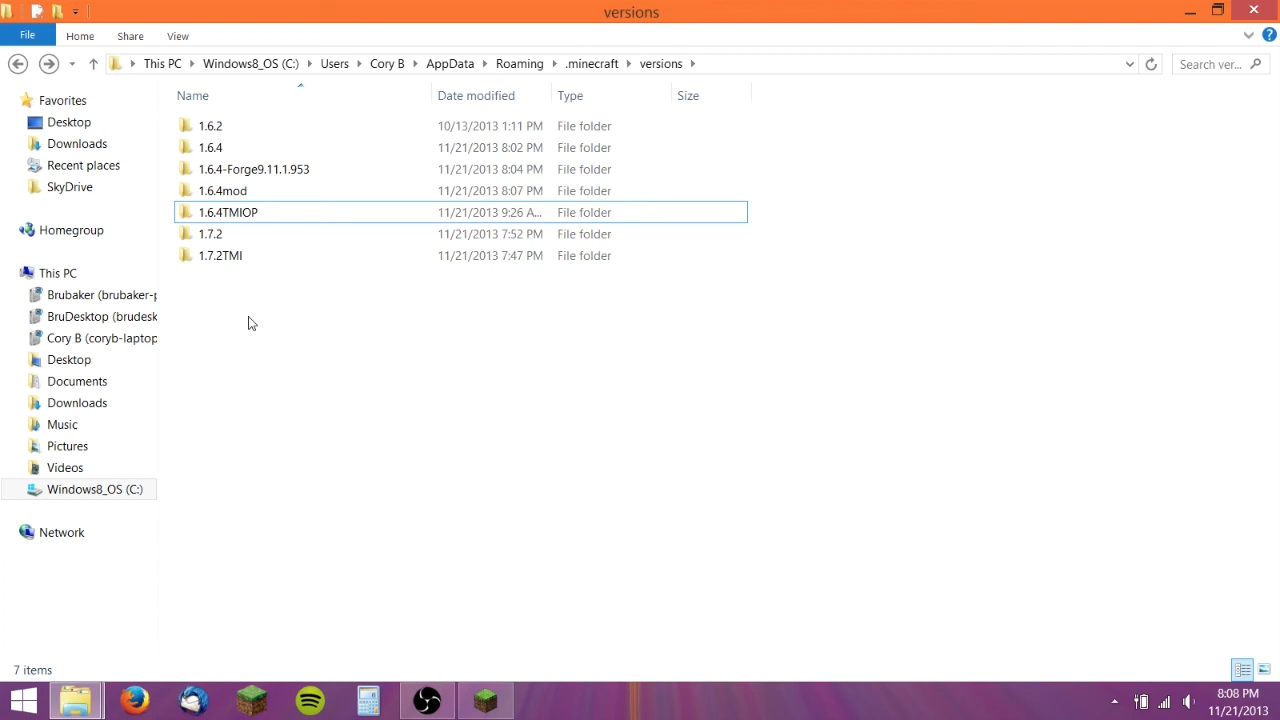 versions
File Home Share View
This PC Windows8_OS (C:) Users Cory B AppData Roaming .minecraft versions
Search ver...
Name Date modified Type Size
Favorites
Desktop
Downloads
Recent places
SkyDrive
Homegroup
This PC
Brubaker (brubaker-p
BruDesktop (brudesk
Cory B (coryb-laptop
Desktop
Documents
Downloads
Music
Pictures
Videos
Windows8_OS (C:)
Network
1.6.2 10/13/2013 1:11 PM File folder
1.6.4 11/21/2013 8:02 PM File folder
1.6.4-Forge9.11.1.953 11/21/2013 8:04 PM File folder
1.6.4mod 11/21/2013 8:07 PM File folder
1.6.4TMIOP 11/21/2013 9:26 A... File folder
1.7.2 11/21/2013 7:52 PM File folder
1.7.2TMI 11/21/2013 7:47 PM File folder
7 items
8:08 PM
11/21/2013